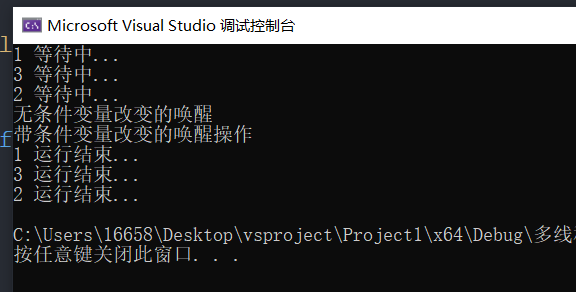 Microsoft Visual Studio 调试控制台
1 等待中...
3 等待中...
2 等待中...
无条件变量改变的唤醒
带条件变量改变的唤醒操作
1 运行结束...
3 运行结束...
2 运行结束...
C:\Users\16658\Desktop\vsproject\Project1\x64\Debug\多线
按任意键关闭此窗口. . .